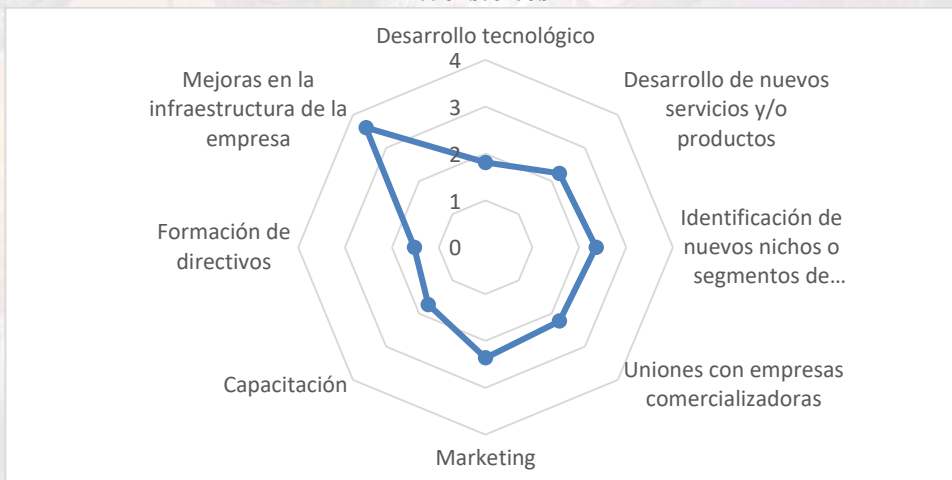 Desarrollo tecnológico
4
3
2
1
0
Desarrollo de nuevos
servicios y/o
productos
Identificación de
nuevos nichos o
segmentos de…
Uniones con empresas
comercializadoras
Marketing
Capacitación
Formación de
directivos
Mejoras en la
infraestructura de la
empresa